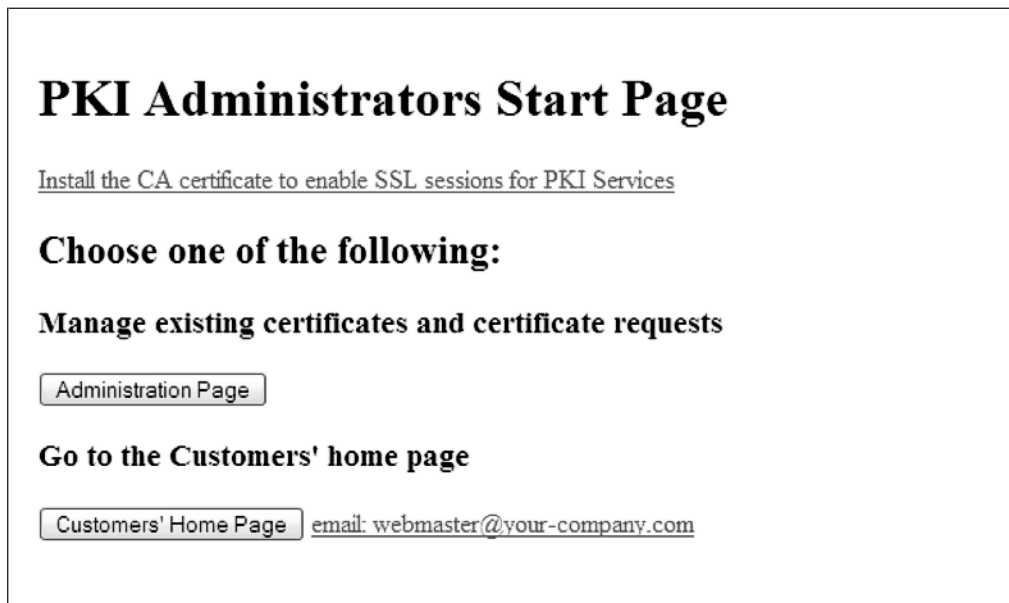 PKI Administrators Start Page
Install the CA certificate to enable SSL sessions for PKI Services
Choose one of the following:
Manage existing certificates and certificate requests
Administration Page
Go to the Customers' home page
Customers' Home Page email: webmaster@your-company.com